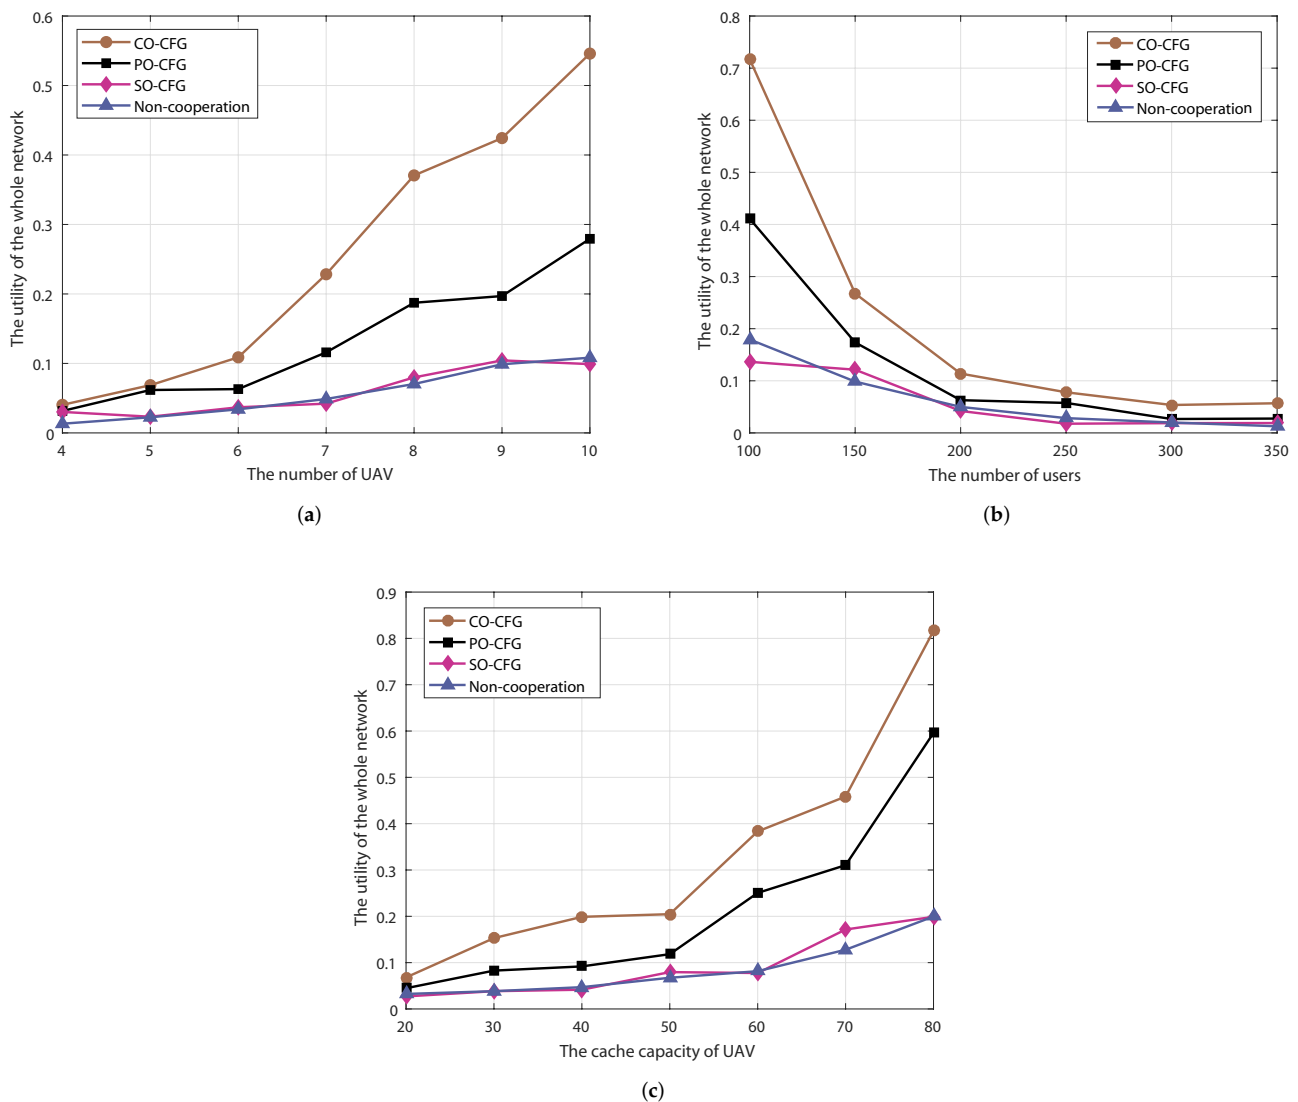 0.6
0.5
0.4
0.3
0.2
0.1
0
The utility of the whole network
CO-CFG
PO-CFG
SO-CFG
Non-cooperation
4 5 6 7 8 9 10
The number of UAV
(a)
0.8
0.7
0.6
0.5
0.4
0.3
0.2
0.1
0
The utility of the whole network
CO-CFG
PO-CFG
SO-CFG
Non-cooperation
100 150 200 250 300 350
The number of users
(b)
0.9
0.8
0.7
0.6
0.5
0.4
0.3
0.2
0.1
0
The utility of the whole network
CO-CFG
PO-CFG
SO-CFG
Non-cooperation
20 30 40 50 60 70 80
The cache capacity of UAV
(c)